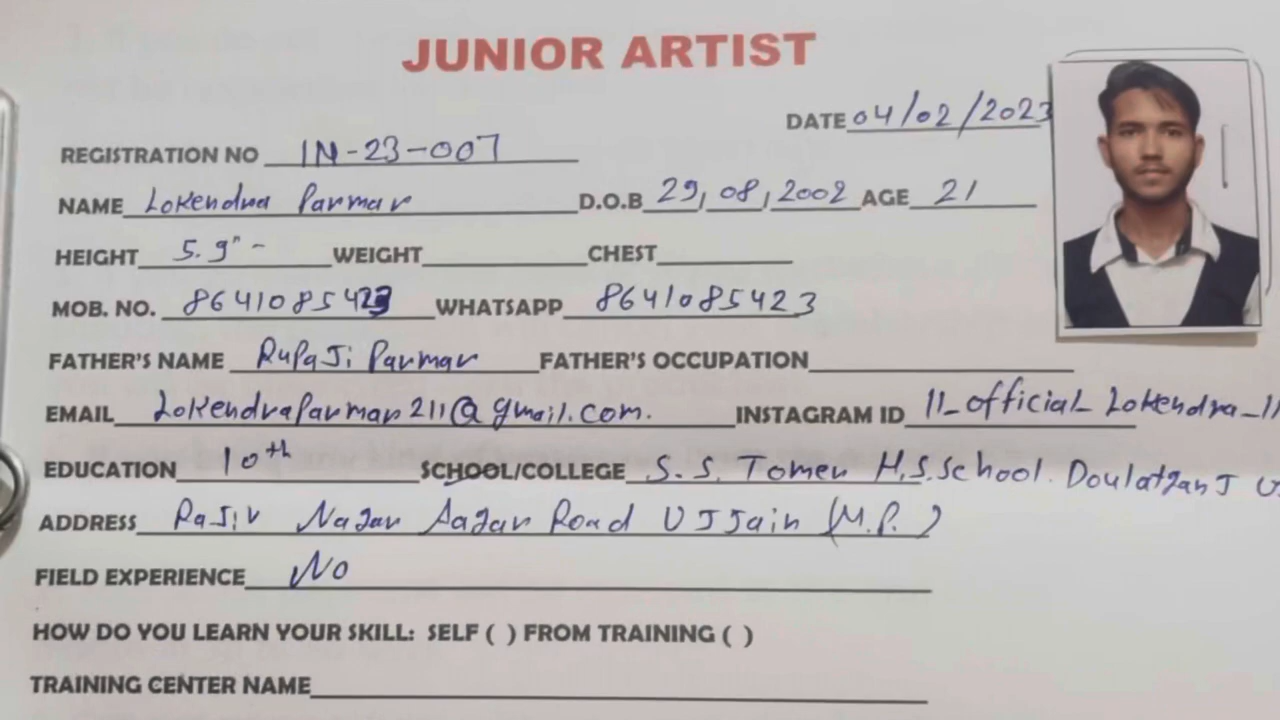 JUNIOR ARTIST
DATE 04/02/2023
REGISTRATION NO IN-23-007
NAME Lokendra Parmar D.O.B 29, 08, 2002 AGE 21
HEIGHT 5.9" - WEIGHT CHEST
MOB. NO. 8641085423 WHATSAPP 8641085423
FATHER'S NAME RupaJi Parmar FATHER'S OCCUPATION
EMAIL LokendraParmar211@gmail.com. INSTAGRAM ID 11_official_Lokendra_11
EDUCATION 10th SCHOOL/COLLEGE S.S. Tomer H.S.School. DoulatganJ
ADDRESS RaJiv Nagar Aagar Road UJJain (M.P.)
FIELD EXPERIENCE No
HOW DO YOU LEARN YOUR SKILL: SELF ( ) FROM TRAINING ( )
TRAINING CENTER NAME